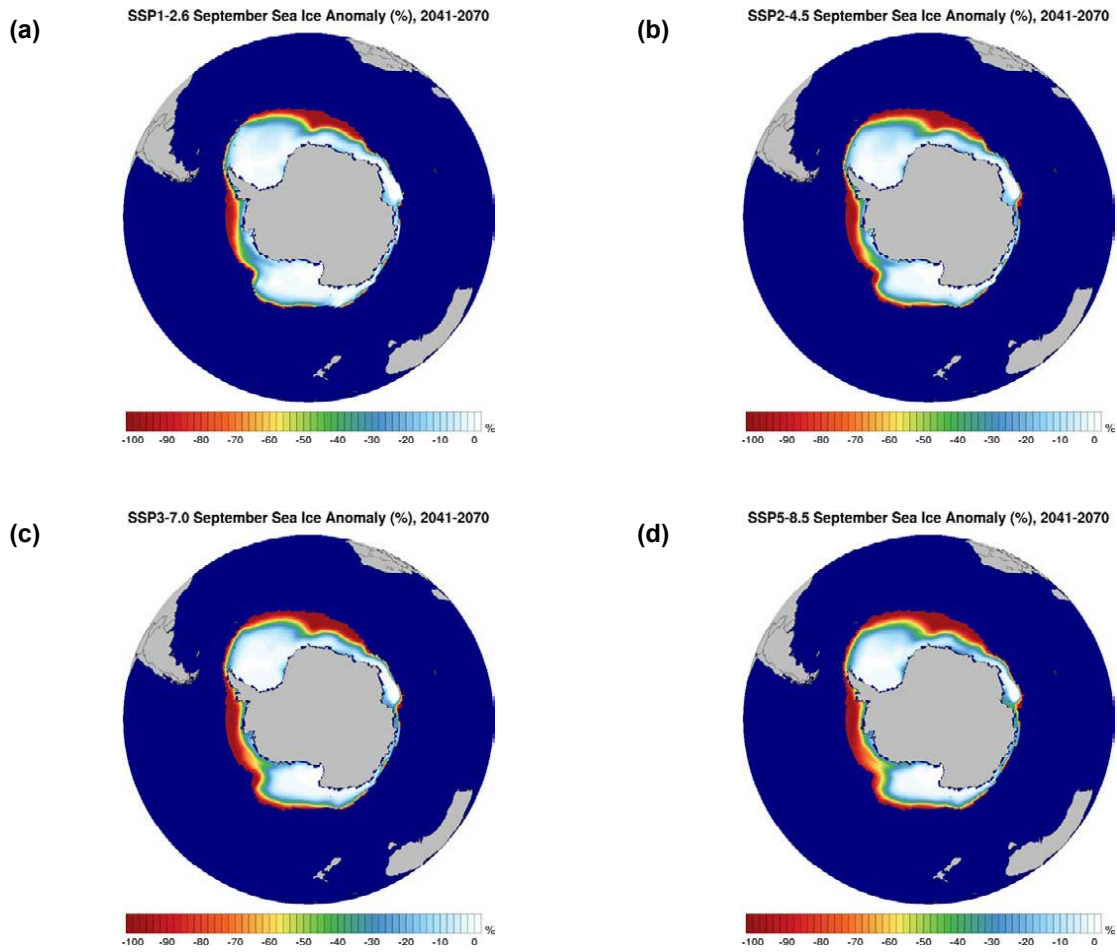 (a)
SSP1-2.6 September Sea Ice Anomaly (%), 2041-2070
-100 -90 -80 -70 -60 -50 -40 -30 -20 -10 0 %
(b)
SSP2-4.5 September Sea Ice Anomaly (%), 2041-2070
-100 -90 -80 -70 -60 -50 -40 -30 -20 -10 0 %
(c)
SSP3-7.0 September Sea Ice Anomaly (%), 2041-2070
-100 -90 -80 -70 -60 -50 -40 -30 -20 -10 0 %
(d)
SSP5-8.5 September Sea Ice Anomaly (%), 2041-2070
-100 -90 -80 -70 -60 -50 -40 -30 -20 -10 0 %